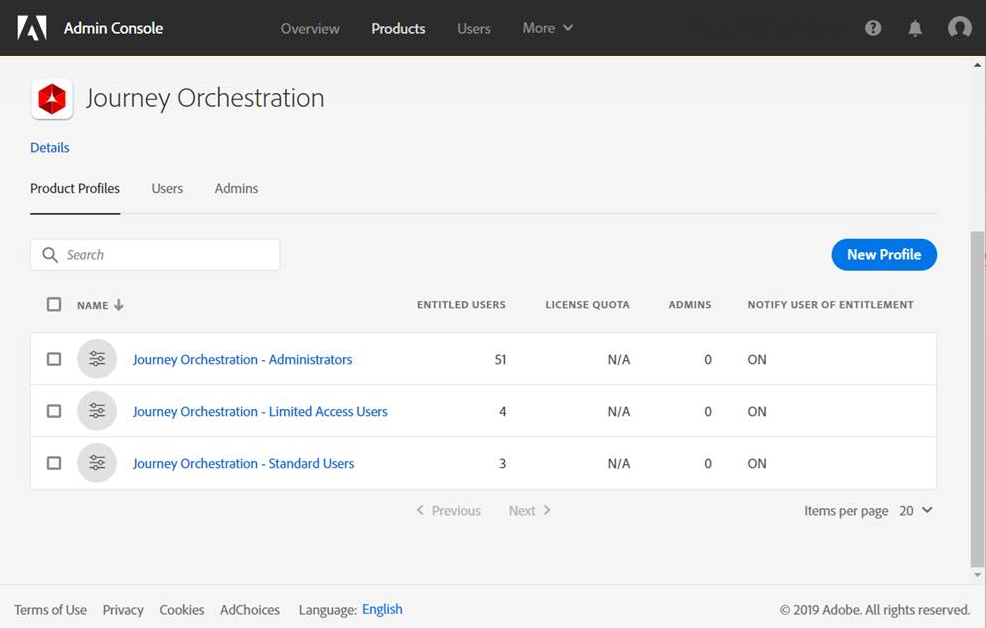 Admin Console Overview Products Users More
Journey Orchestration
Details
Product Profiles Users Admins
Search New Profile
NAME ENTITLED USERS LICENSE QUOTA ADMINS NOTIFY USER OF ENTITLEMENT
Journey Orchestration - Administrators 51 N/A 0 ON
Journey Orchestration - Limited Access Users 4 N/A 0 ON
Journey Orchestration - Standard Users 3 N/A 0 ON
Previous Next Items per page 20
Terms of Use Privacy Cookies AdChoices Language: English © 2019 Adobe. All rights reserved.